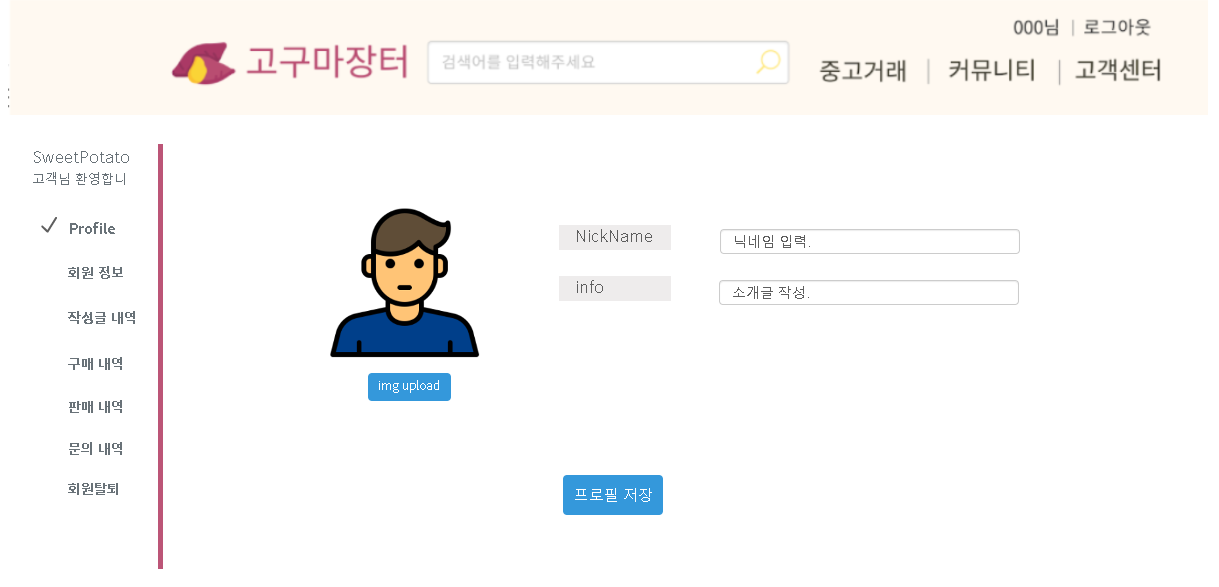 000님 | 로그아웃
고구마장터
검색어를 입력해주세요
중고거래 | 커뮤니티 | 고객센터
SweetPotato
고객님 환영합니
Profile
회원 정보
작성글 내역
구매 내역
판매 내역
문의 내역
회원탈퇴
NickName
닉네임 입력.
info
소개글 작성.
img upload
프로필 저장